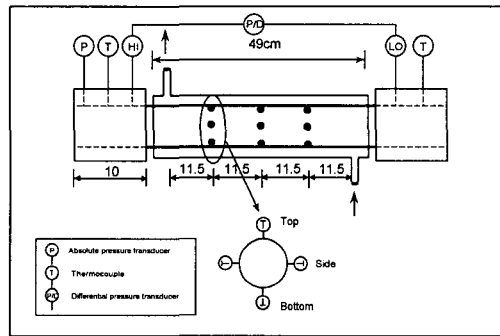 P/D
P T HI LO T
49cm
11.5 11.5 11.5 11.5
10
T Top
T T Side
T Bottom
P Absolute pressure transducer
T Thermocouple
P/D Differential pressure transducer